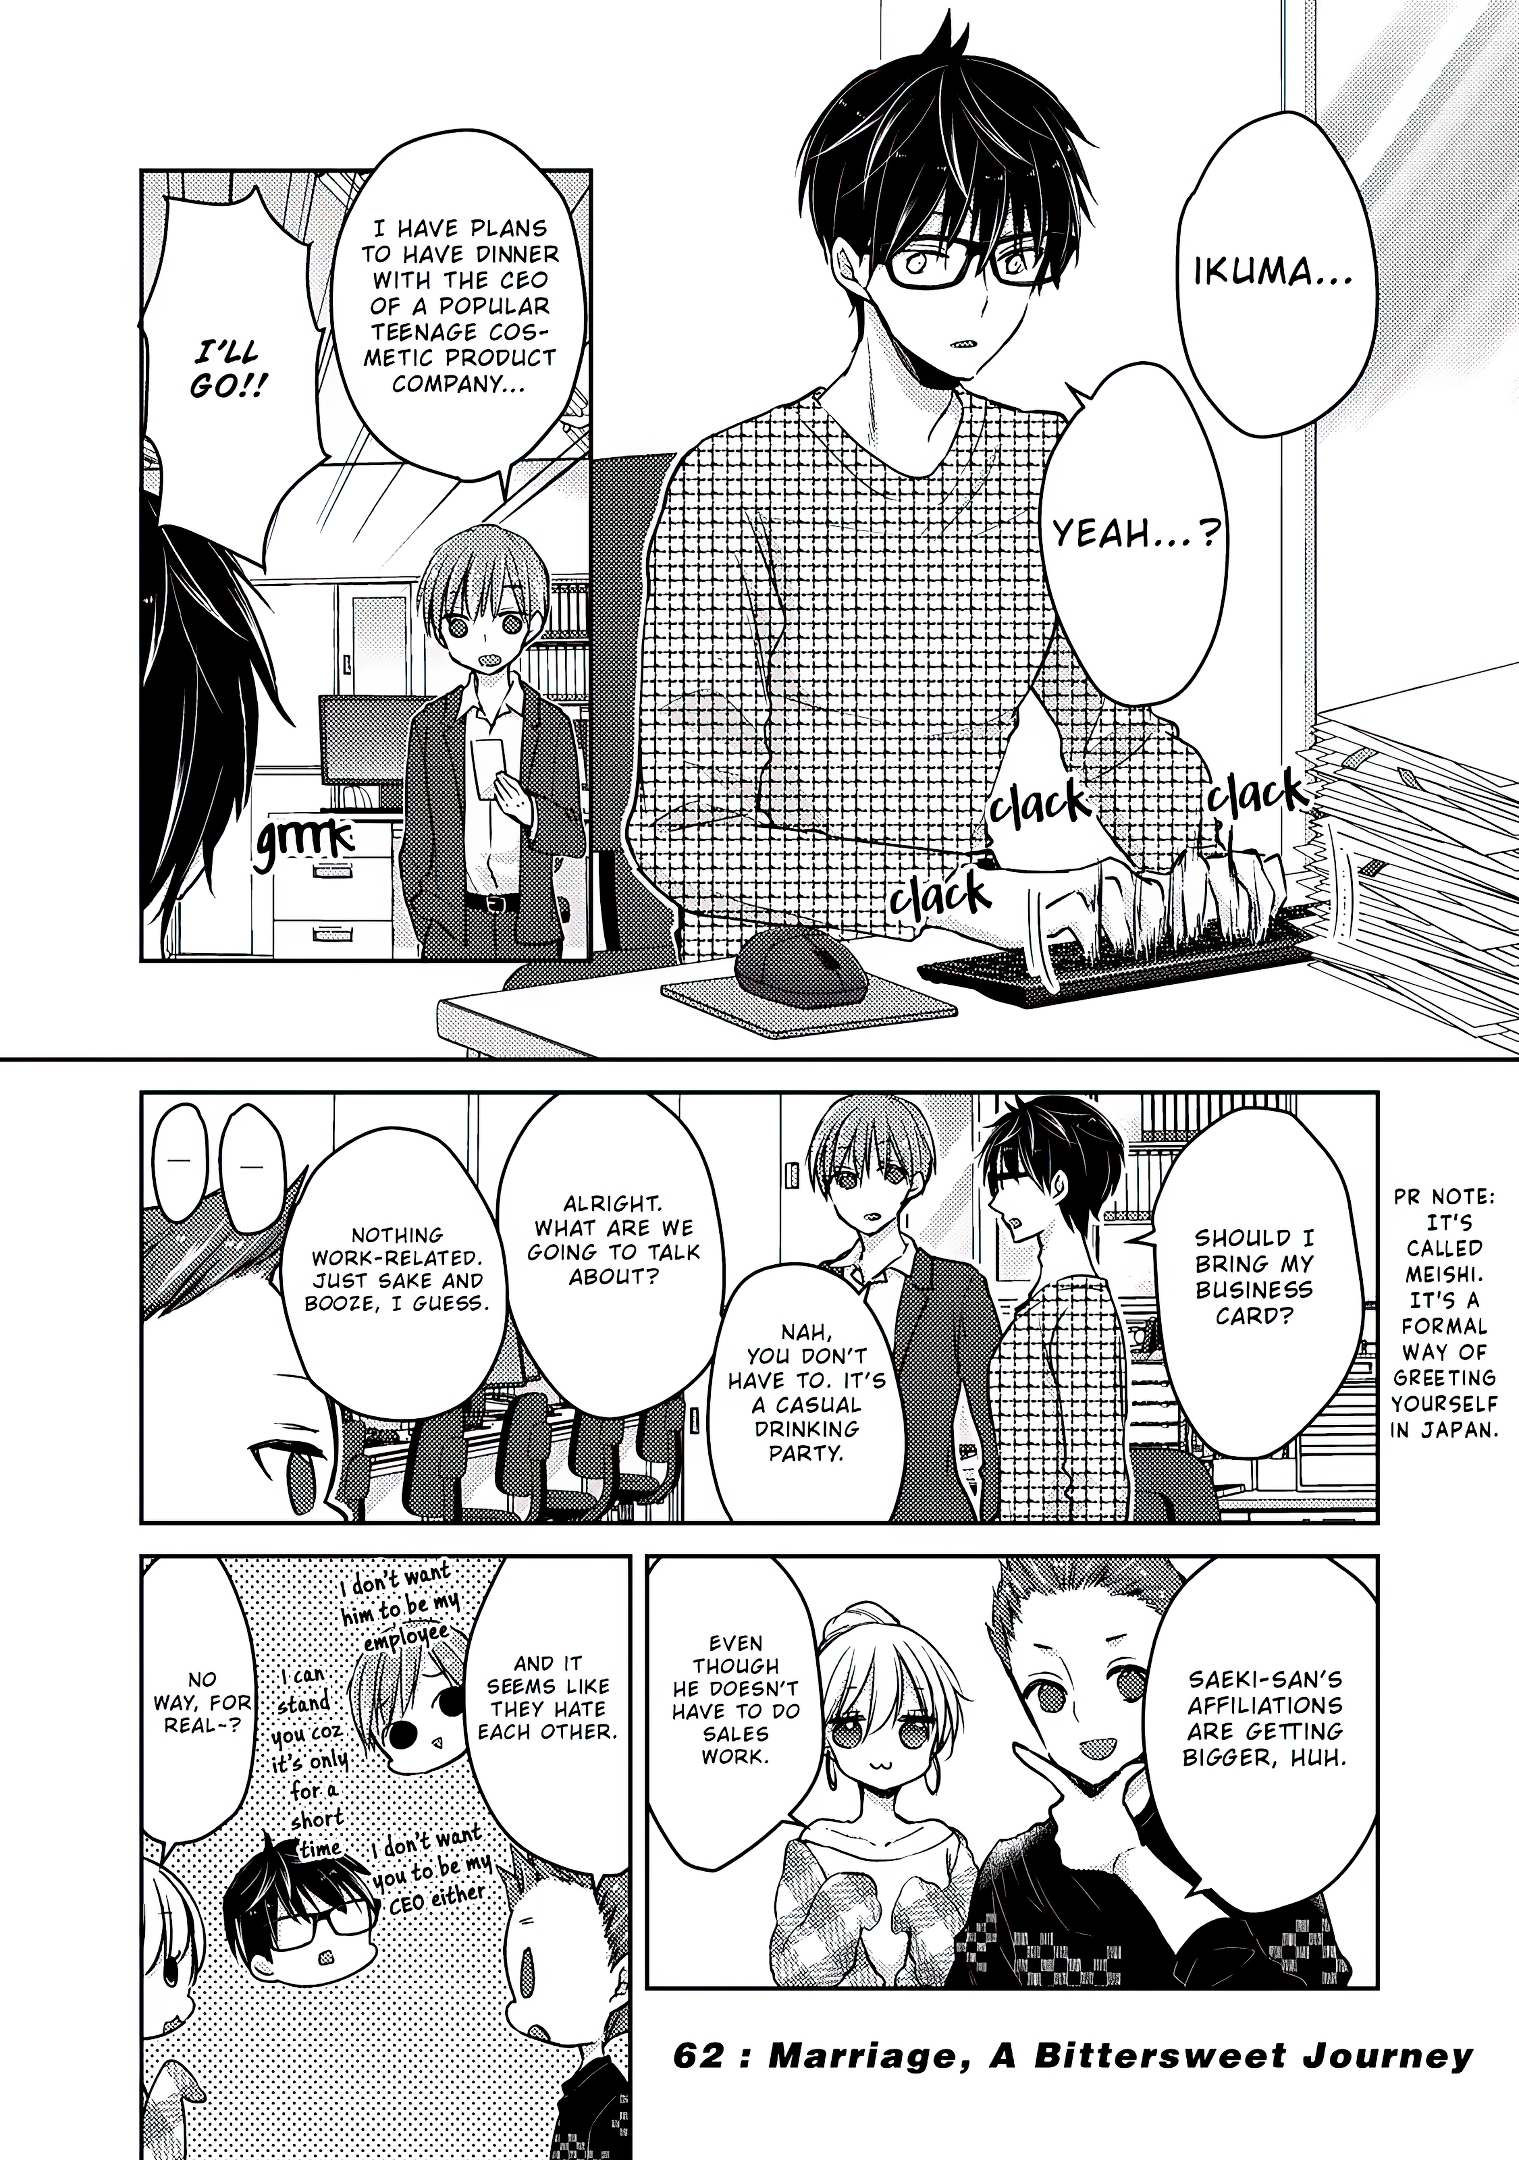 IKUMA...
YEAH...?
clack
clack
clack
I HAVE PLANS
TO HAVE DINNER
WITH THE CEO
OF A POPULAR
TEENAGE COS-
METIC PRODUCT
COMPANY...
I'LL
GO!!
grrrk
SHOULD I
BRING MY
BUSINESS
CARD?
PR NOTE:
IT'S
CALLED
MEISHI.
IT'S A
FORMAL
WAY OF
GREETING
YOURSELF
IN JAPAN.
NAH,
YOU DON'T
HAVE TO. IT'S
A CASUAL
DRINKING
PARTY.
ALRIGHT.
WHAT ARE WE
GOING TO TALK
ABOUT?
NOTHING
WORK-RELATED.
JUST SAKE AND
BOOZE, I GUESS.
—
—
SAEKI-SAN'S
AFFILIATIONS
ARE GETTING
BIGGER, HUH.
EVEN
THOUGH
HE DOESN'T
HAVE TO DO
SALES
WORK.
AND IT
SEEMS LIKE
THEY HATE
EACH OTHER.
I don't want
him to be my
employee
I can
stand
you coz
it's only
for a
short
time
I don't want
you to be my
CEO either
NO
WAY, FOR
REAL~?
62 : Marriage, A Bittersweet Journey